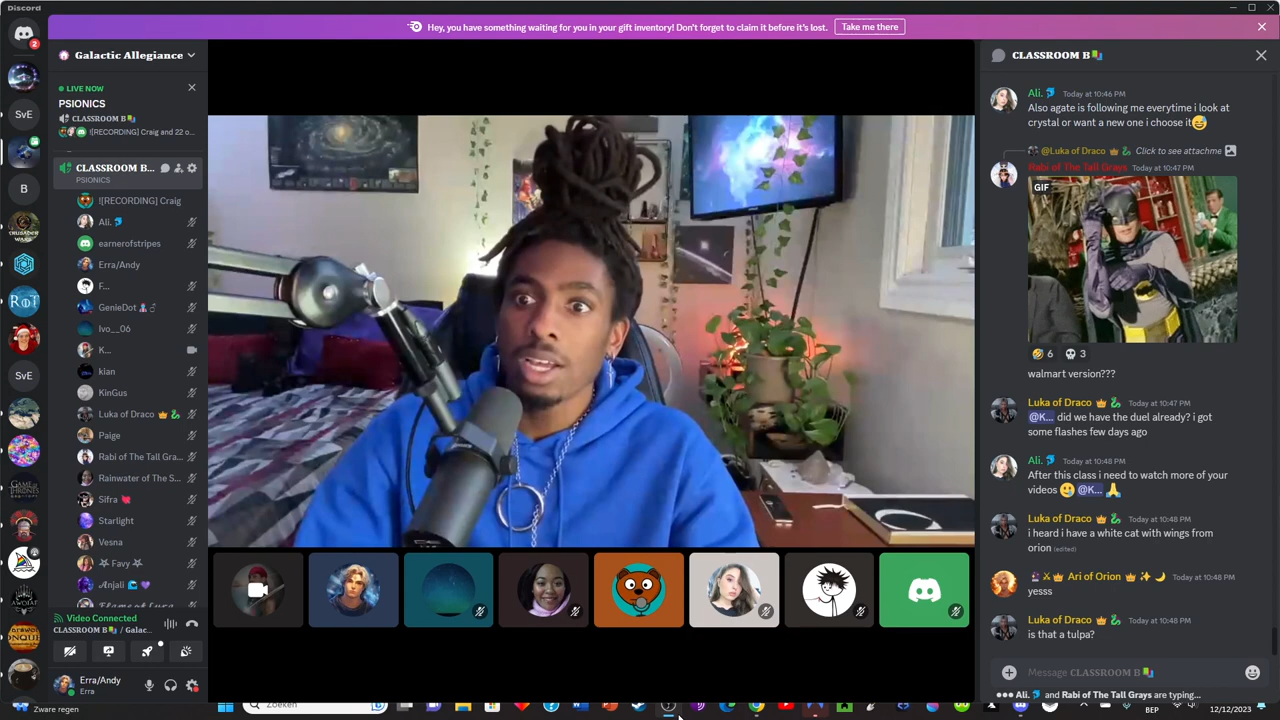 Discord
Hey, you have something waiting for you in your gift inventory! Don't forget to claim it before it's lost.
Take me there
2
Galactic Allegiance
LIVE NOW
PSIONICS
CLASSROOM B
![RECORDING] Craig and 22 o...
CLASSROOM B...
PSIONICS
![RECORDING] Craig
Ali.
earnerofstripes
Erra/Andy
F...
GenieDot
Ivo__06
K...
kian
KinGus
Luka of Draco
Paige
Rabi of The Tall Gra...
Rainwater of The S...
Sifra
Starlight
Vesna
Favy
Anjali
SvE
B
SvE
Video Connected
CLASSROOM B / Galac...
Erra/Andy
Erra
CLASSROOM B
Ali. Today at 10:46 PM
Also agate is following me everytime i look at
crystal or want a new one i choose it
@Luka of Draco Click to see attachme
Rabi of The Tall Grays Today at 10:47 PM
GIF
6 3
walmart version???
Luka of Draco Today at 10:47 PM
@K... did we have the duel already? i got
some flashes few days ago
Ali. Today at 10:48 PM
After this class i need to watch more of your
videos @K...
Luka of Draco Today at 10:48 PM
i heard i have a white cat with wings from
orion (edited)
Ari of Orion Today at 10:48 PM
yesss
Luka of Draco Today at 10:48 PM
is that a tulpa?
Message CLASSROOM B
Ali. and Rabi of The Tall Grays are typing...
Zware regen
Zoeken
BEP
12/12/2023